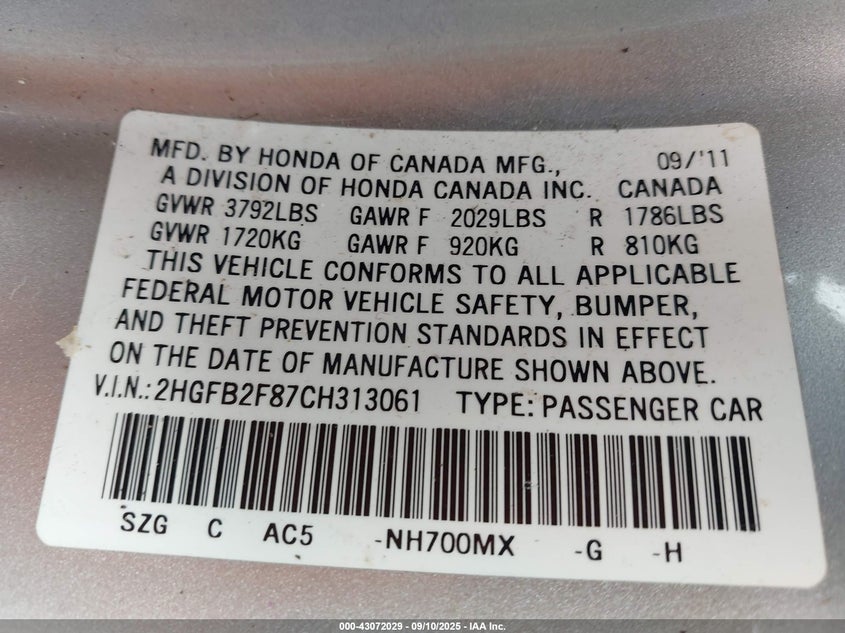 MFD. BY HONDA OF CANADA MFG., 09/'11
A DIVISION OF HONDA CANADA INC. CANADA
GVWR 3792LBS GAWR F 2029LBS R 1786LBS
GVWR 1720KG GAWR F 920KG R 810KG
THIS VEHICLE CONFORMS TO ALL APPLICABLE
FEDERAL MOTOR VEHICLE SAFETY, BUMPER,
AND THEFT PREVENTION STANDARDS IN EFFECT
ON THE DATE OF MANUFACTURE SHOWN ABOVE.
V.I.N.: 2HGFB2F87CH313061 TYPE: PASSENGER CAR
SZG C AC5 -NH700MX -G -H
000-43072029 - 09/10/2025 - IAA Inc.